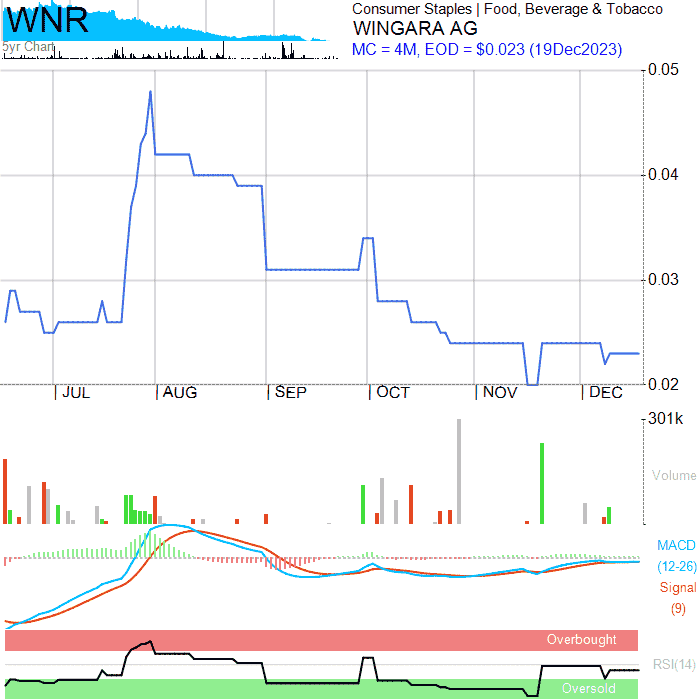 WNR
5yr Chart
Consumer Staples | Food, Beverage & Tobacco
WINGARA AG
MC = 4M, EOD = $0.023 (19Dec2023)
0.05
0.04
0.03
0.02
JUL AUG SEP OCT NOV DEC
301k
Volume
MACD
(12-26)
Signal
(9)
Overbought
RSI(14)
Oversold